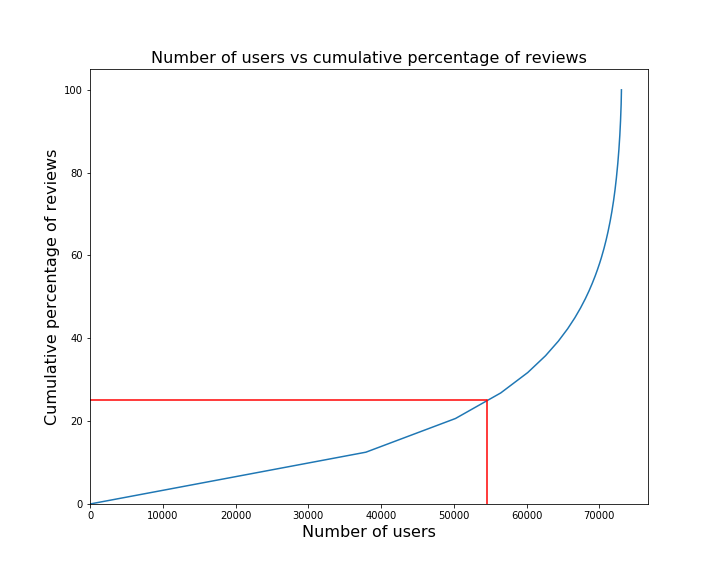 Number of users vs cumulative percentage of reviews
100
80
60
40
20
0
Cumulative percentage of reviews
0 10000 20000 30000 40000 50000 60000 70000
Number of users